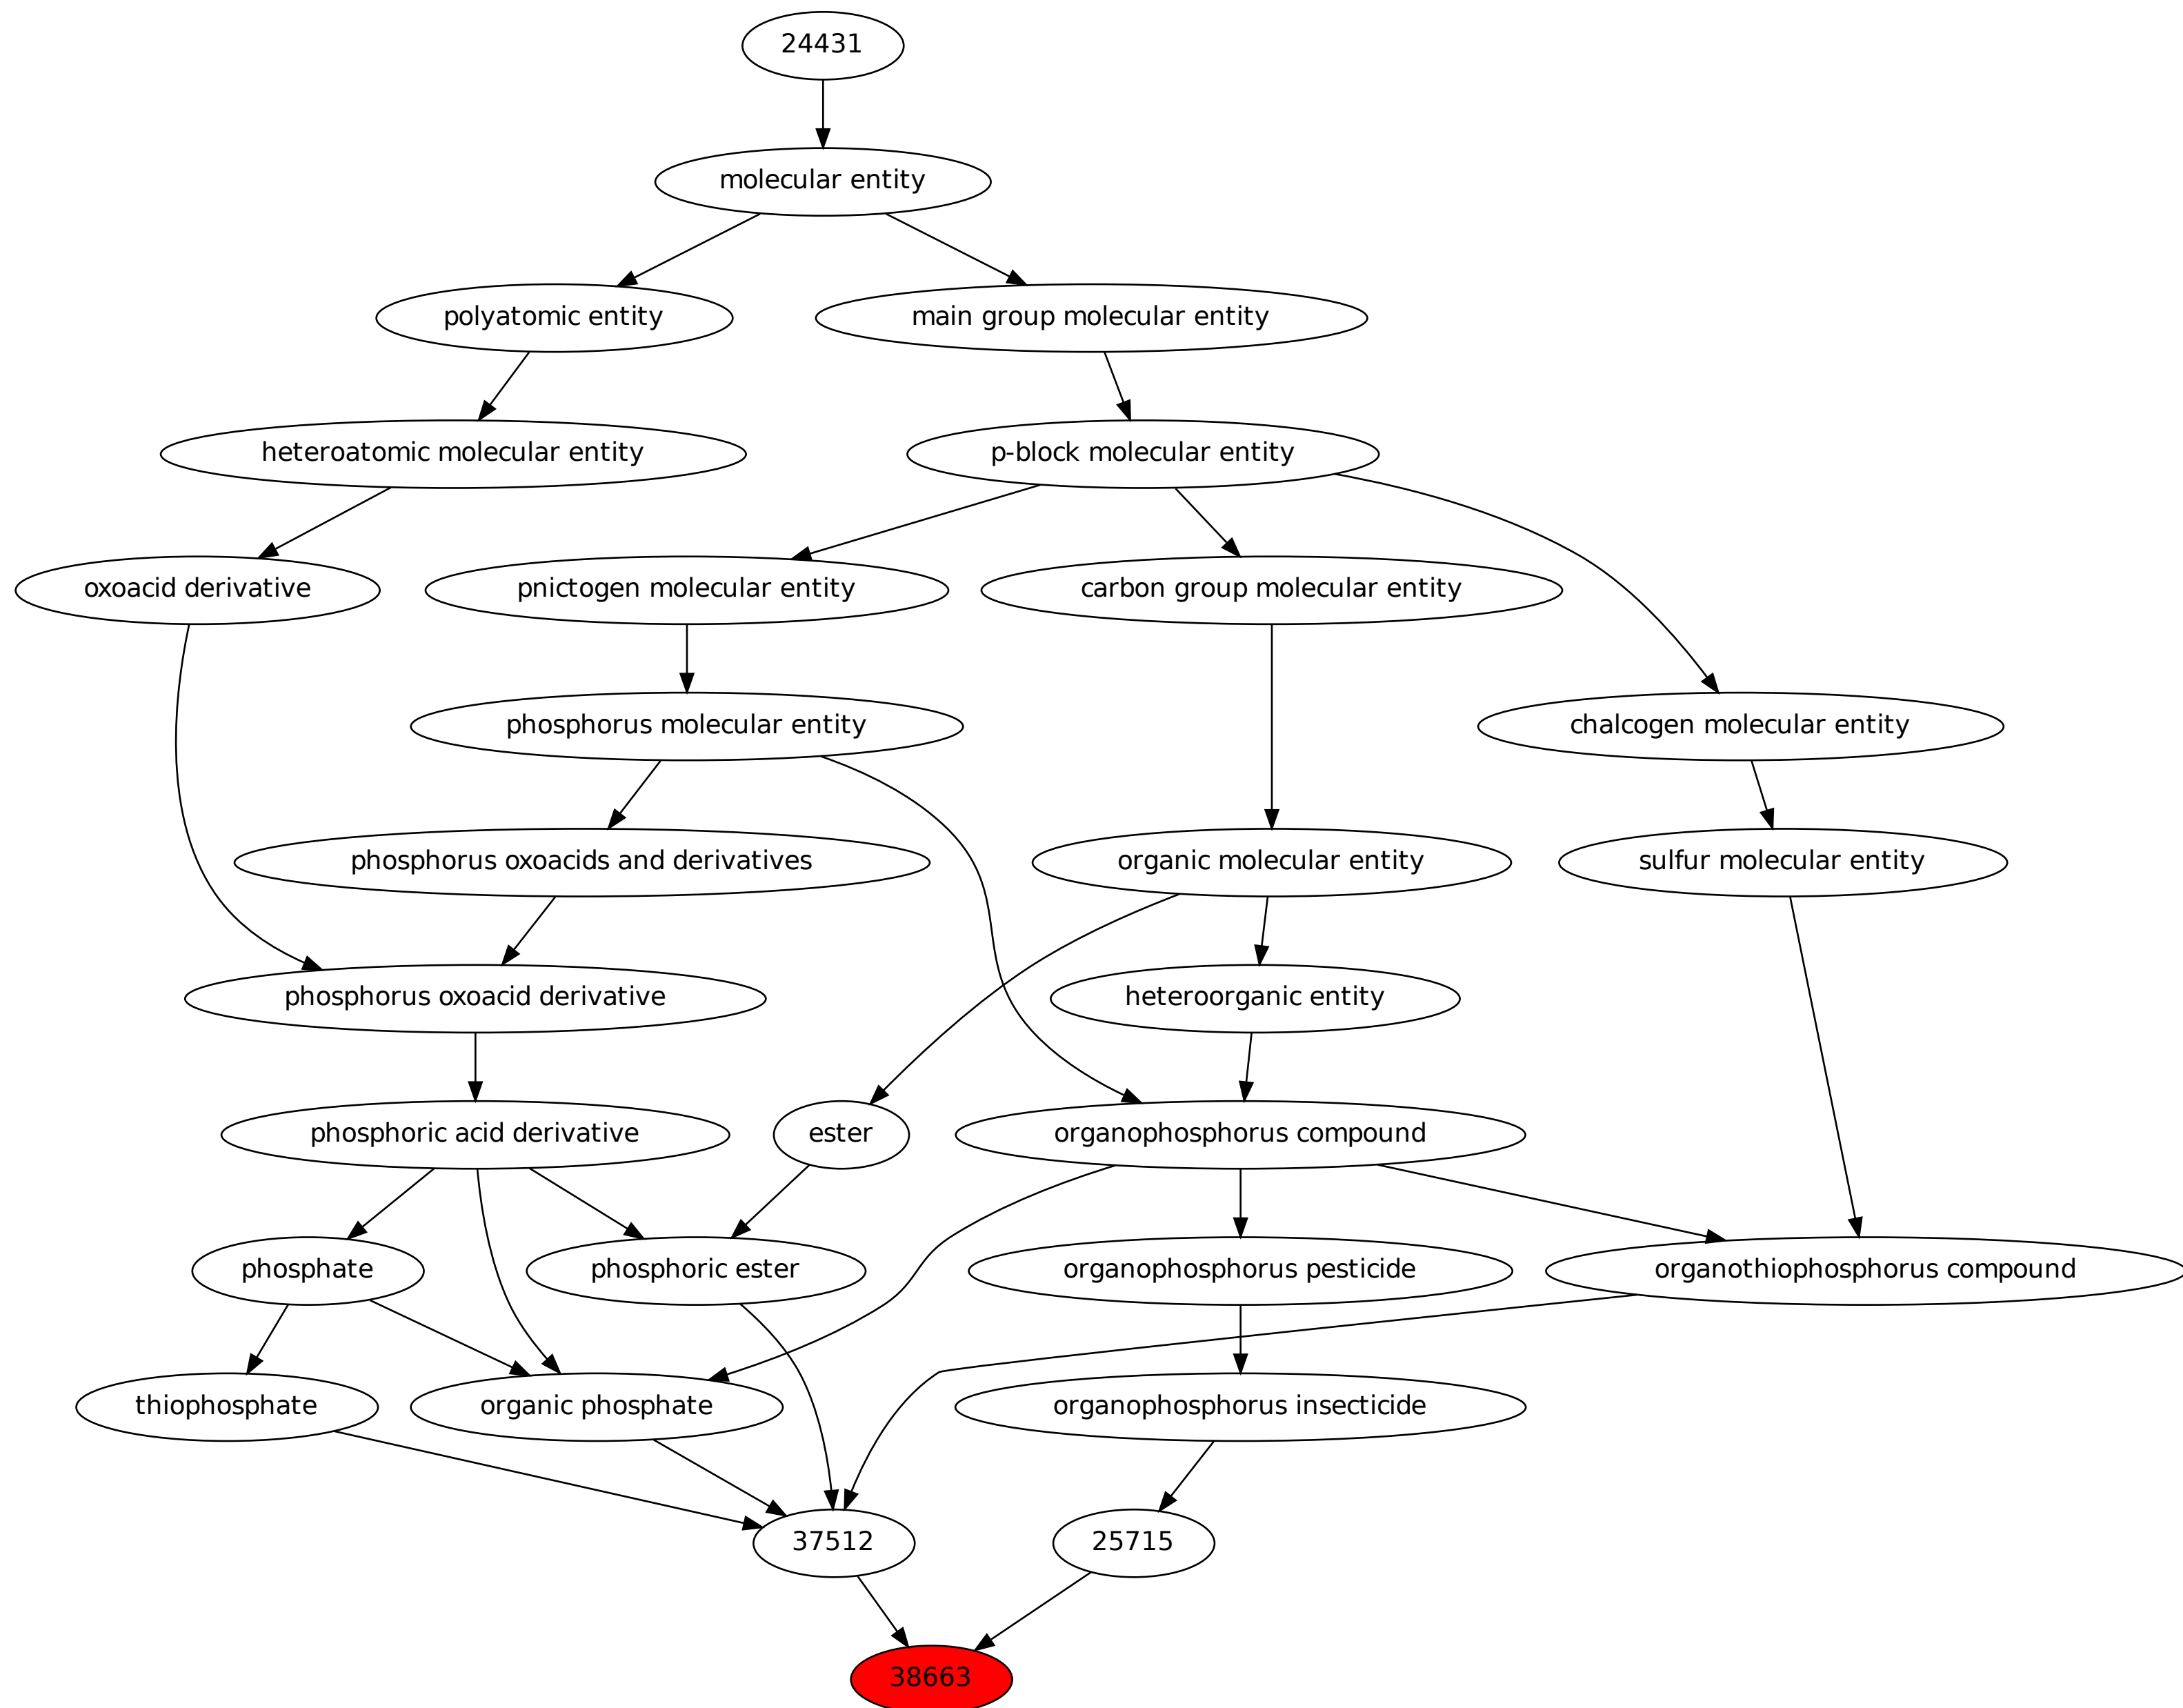 24431
molecular entity
polyatomic entity
main group molecular entity
heteroatomic molecular entity
p-block molecular entity
oxoacid derivative
pnictogen molecular entity
carbon group molecular entity
phosphorus molecular entity
chalcogen molecular entity
phosphorus oxoacids and derivatives
organic molecular entity
sulfur molecular entity
phosphorus oxoacid derivative
heteroorganic entity
phosphoric acid derivative
ester
organophosphorus compound
phosphate
phosphoric ester
organophosphorus pesticide
organothiophosphorus compound
thiophosphate
organic phosphate
organophosphorus insecticide
37512
25715
38663